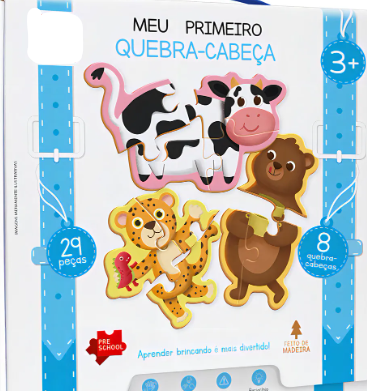 MEU PRIMEIRO
QUEBRA-CABEÇA
3+
29
peças
8
quebra-
cabeças
PRE
SCHOOL
Aprender brincando é mais divertido!
FEITO DE
MADEIRA